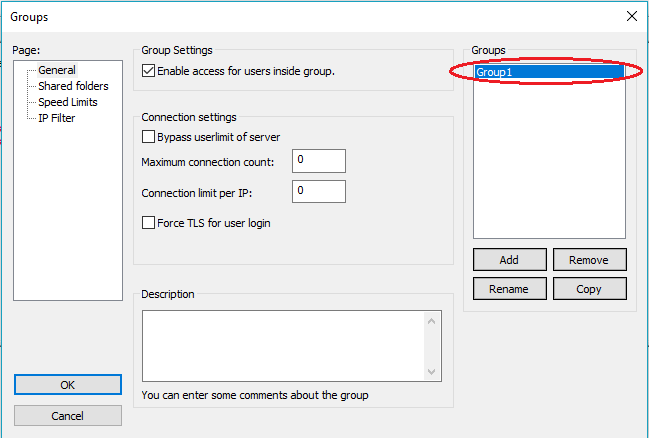 Groups
Page:
General
Shared folders
Speed Limits
IP Filter
OK
Cancel
Group Settings
Enable access for users inside group.
Connection settings
Bypass userlimit of server
Maximum connection count:
0
Connection limit per IP:
0
Force TLS for user login
Description
You can enter some comments about the group
Groups
Group1
Add
Remove
Rename
Copy